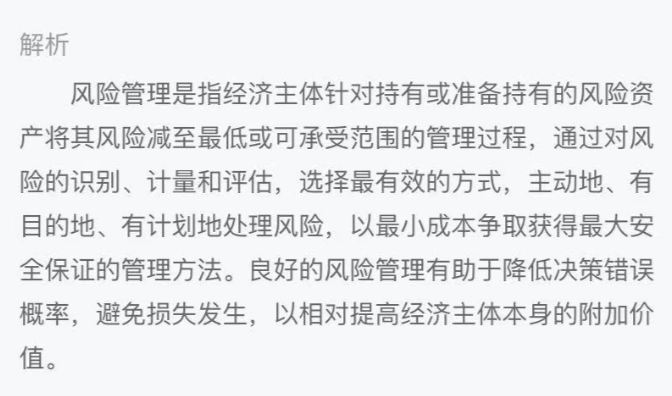 解析
风险管理是指经济主体针对持有或准备持有的风险资
产将其风险减至最低或可承受范围的管理过程，通过对风
险的识别、计量和评估，选择最有效的方式，主动地、有
目的地、有计划地处理风险，以最小成本争取获得最大安
全保证的管理方法。良好的风险管理有助于降低决策错误
概率，避免损失发生，以相对提高经济主体本身的附加价
值。